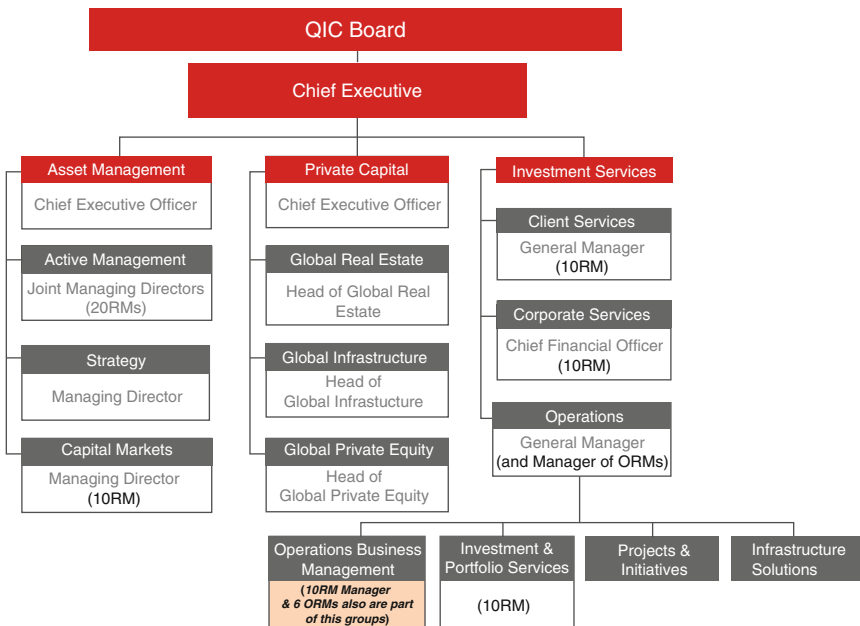 QIC Board
Chief Executive
Asset Management
Chief Executive Officer
Active Management
Joint Managing Directors
(20RMs)
Strategy
Managing Director
Capital Markets
Managing Director
(10RM)
Private Capital
Chief Executive Officer
Global Real Estate
Head of Global Real
Estate
Global Infrastructure
Head of
Global Infrastucture
Global Private Equity
Head of
Global Private Equity
Investment Services
Client Services
General Manager
(10RM)
Corporate Services
Chief Financial Officer
(10RM)
Operations
General Manager
(and Manager of ORMs)
Operations Business
Management
(10RM Manager
& 6 ORMs also are part
of this groups)
Investment &
Portfolio Services
(10RM)
Projects &
Initiatives
Infrastructure
Solutions